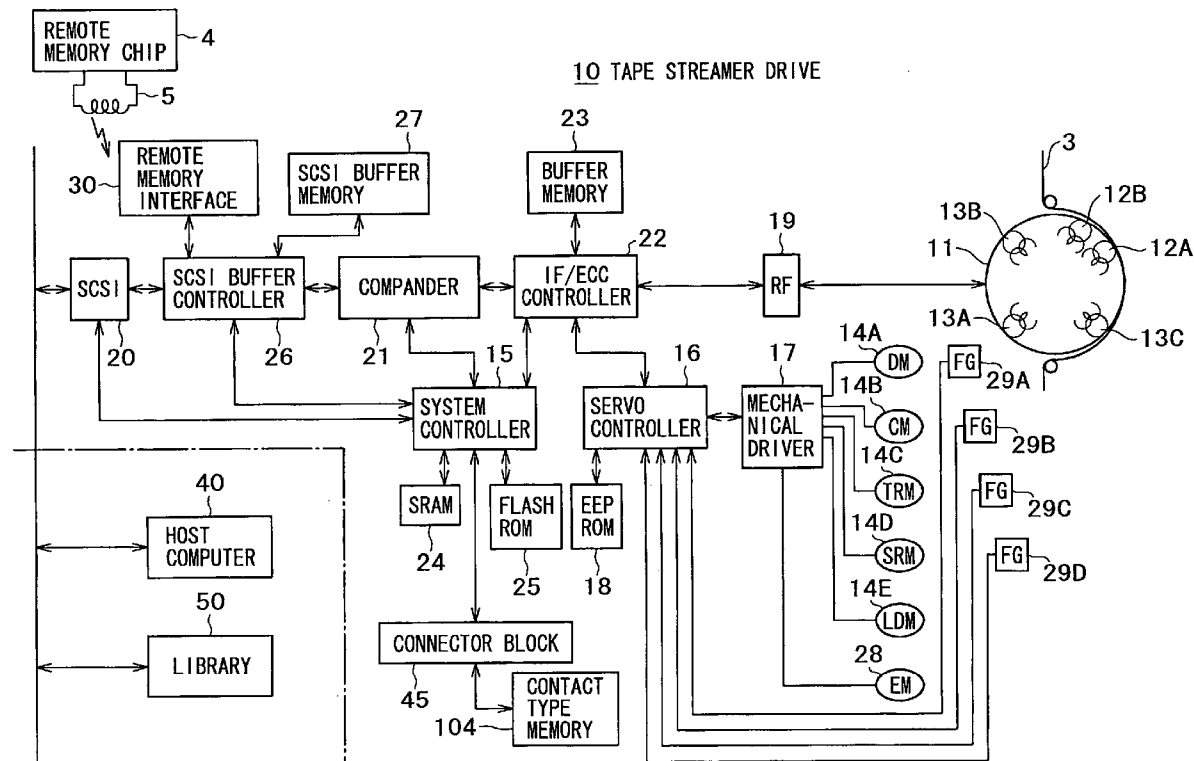 REMOTE
MEMORY CHIP
4
5
10 TAPE STREAMER DRIVE
REMOTE
MEMORY
INTERFACE
30
27
SCSI BUFFER
MEMORY
23
BUFFER
MEMORY
3
12B
13B
11
12A
13A
13C
19
RF
22
IF/ECC
CONTROLLER
COMPANDER
21
SCSI BUFFER
CONTROLLER
26
SCSI
20
15
SYSTEM
CONTROLLER
16
SERVO
CONTROLLER
17
MECHA-
NICAL
DRIVER
14A
DM
14B
CM
14C
TRM
14D
SRM
14E
LDM
28
EM
FG
29A
FG
29B
FG
29C
FG
29D
SRAM
24
FLASH
ROM
25
EEP
ROM
18
40
HOST
COMPUTER
50
LIBRARY
CONNECTOR BLOCK
45
CONTACT
TYPE
MEMORY
104